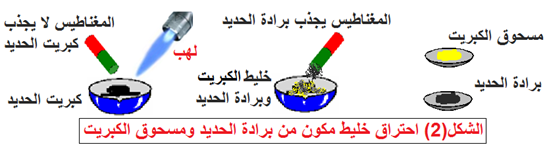 مسحوق الكبريت
برادة الحديد
المغناطيس يجذب برادة الحديد
خليط الكبريت
وبرادة الحديد
المغناطيس لا يجذب
كبريت الحديد
لهب
كبريت الحديد
الشكل(2) احتراق خليط مكون من برادة الحديد ومسحوق الكبريت